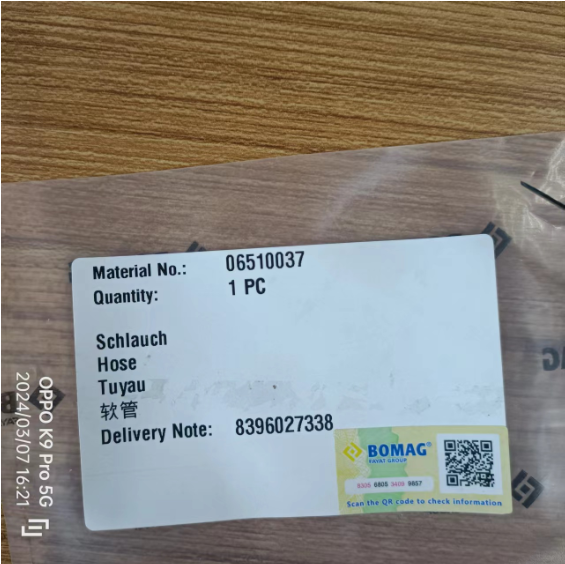 Material No.: 06510037
Quantity: 1 PC
Schlauch
Hose
Tuyau
软管
Delivery Note: 8396027338
BOMAG®
FAYAT GROUP
Scan the QR code to check information
OPPO K9 Pro 5G
2024/03/07 16:21